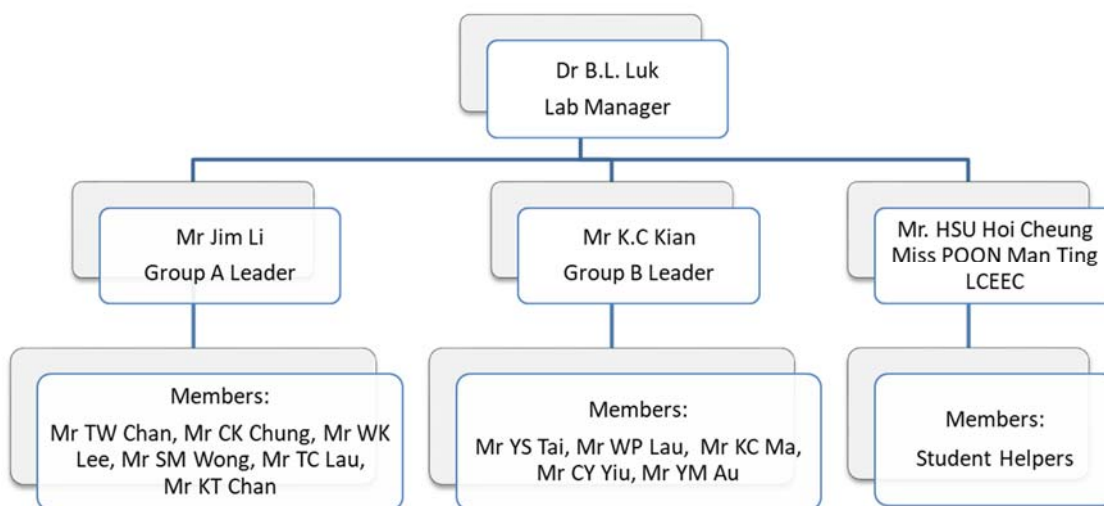 Dr B.L. Luk
Lab Manager
Mr Jim Li
Group A Leader
Mr K.C Kian
Group B Leader
Mr. HSU Hoi Cheung
Miss POON Man Ting
LCEEC
Members:
Mr TW Chan, Mr CK Chung, Mr WK
Lee, Mr SM Wong, Mr TC Lau,
Mr KT Chan
Members:
Mr YS Tai, Mr WP Lau, Mr KC Ma,
Mr CY Yiu, Mr YM Au
Members:
Student Helpers